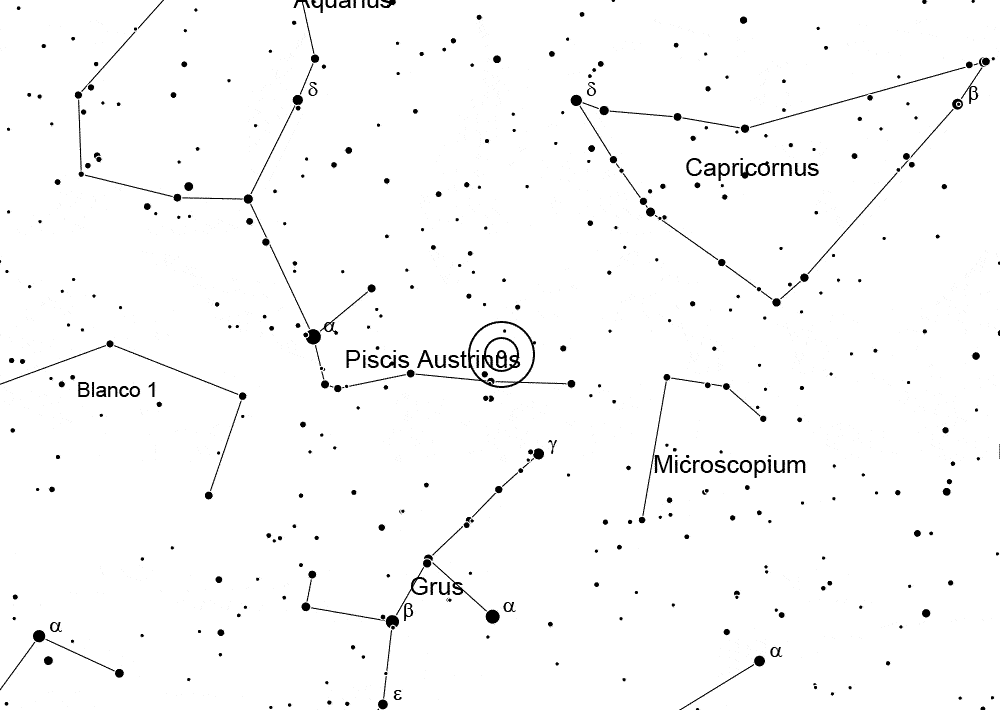 Aquarius
δ
δ
β
Capricornus
α
Piscis Austrinus
Blanco 1
γ
Microscopium
Grus
α
β
α
α
ε